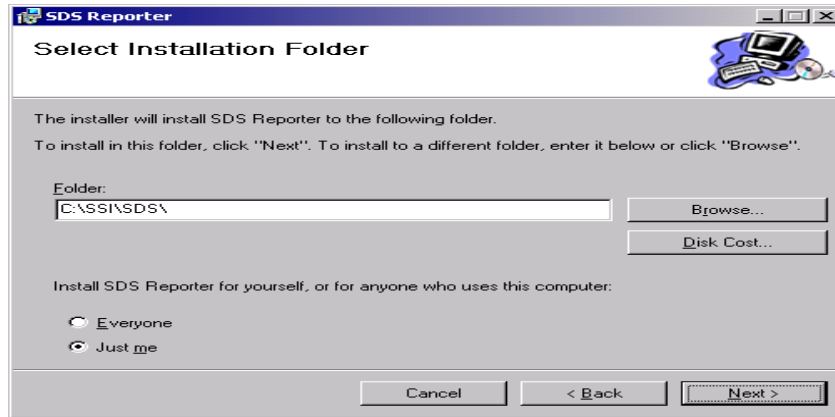 SDS Reporter
Select Installation Folder
The installer will install SDS Reporter to the following folder.
To install in this folder, click "Next". To install to a different folder, enter it below or click "Browse".
Folder:
C:\SSI\SDS\
Browse...
Disk Cost...
Install SDS Reporter for yourself, or for anyone who uses this computer:
Everyone
Just me
Cancel
< Back
Next >